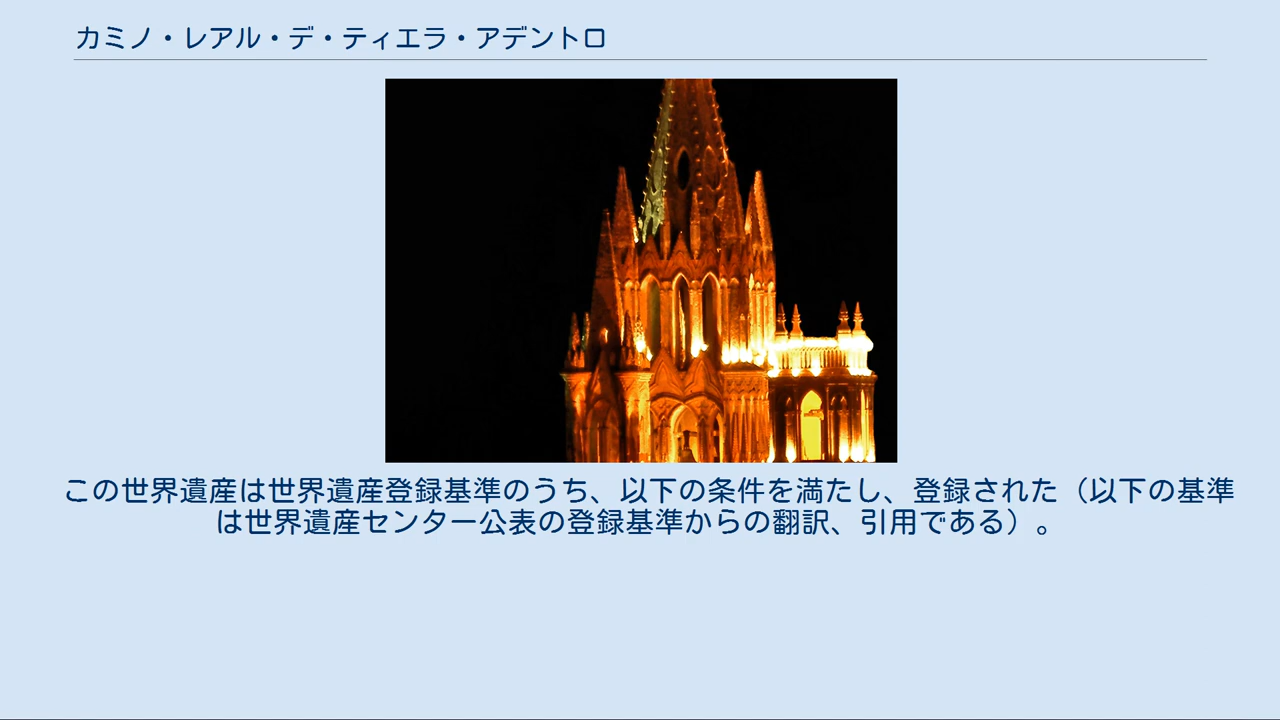 カミノ・レアル・デ・ティエラ・アデントロ
この世界遺産は世界遺産登録基準のうち、以下の条件を満たし、登録された（以下の基準
は世界遺産センター公表の登録基準からの翻訳、引用である）。